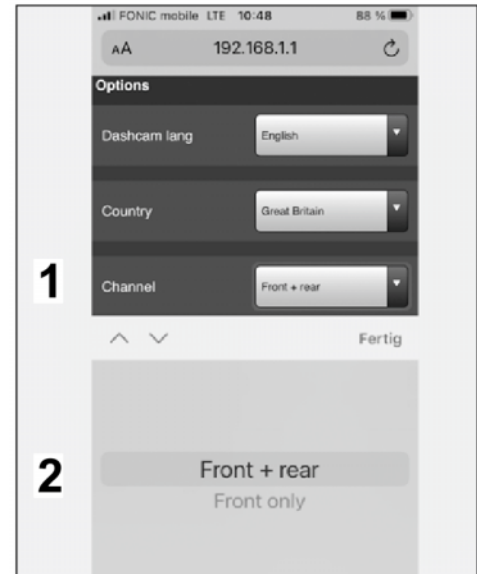 FONIC mobile LTE 10:48 88 %
AA 192.168.1.1
Options
Dashcam lang English
Country Great Britain
1 Channel Front + rear
Fertig
2 Front + rear
Front only